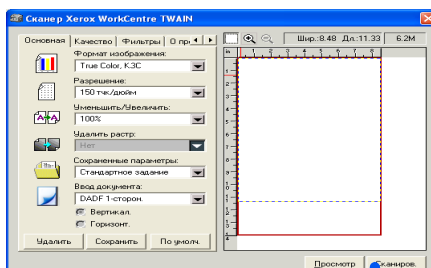 Сканер Xerox WorkCentre TWAIN
Основная Качество Фильтры
Формат изображения:
True Color, КЗС
Разрешение:
150 тчк/дюйм
Уменьшить/Увеличить:
100%
Удалить растр:
Нет
Сохраненные параметры:
Стандартное задание
Ввод документа:
DADF 1-сторон.
Вертикал.
Горизонт.
Удалить Сохранить По умолч.
Шир.:8.48 Дл.:11.33 6.2M
Просмотр Сканиров.